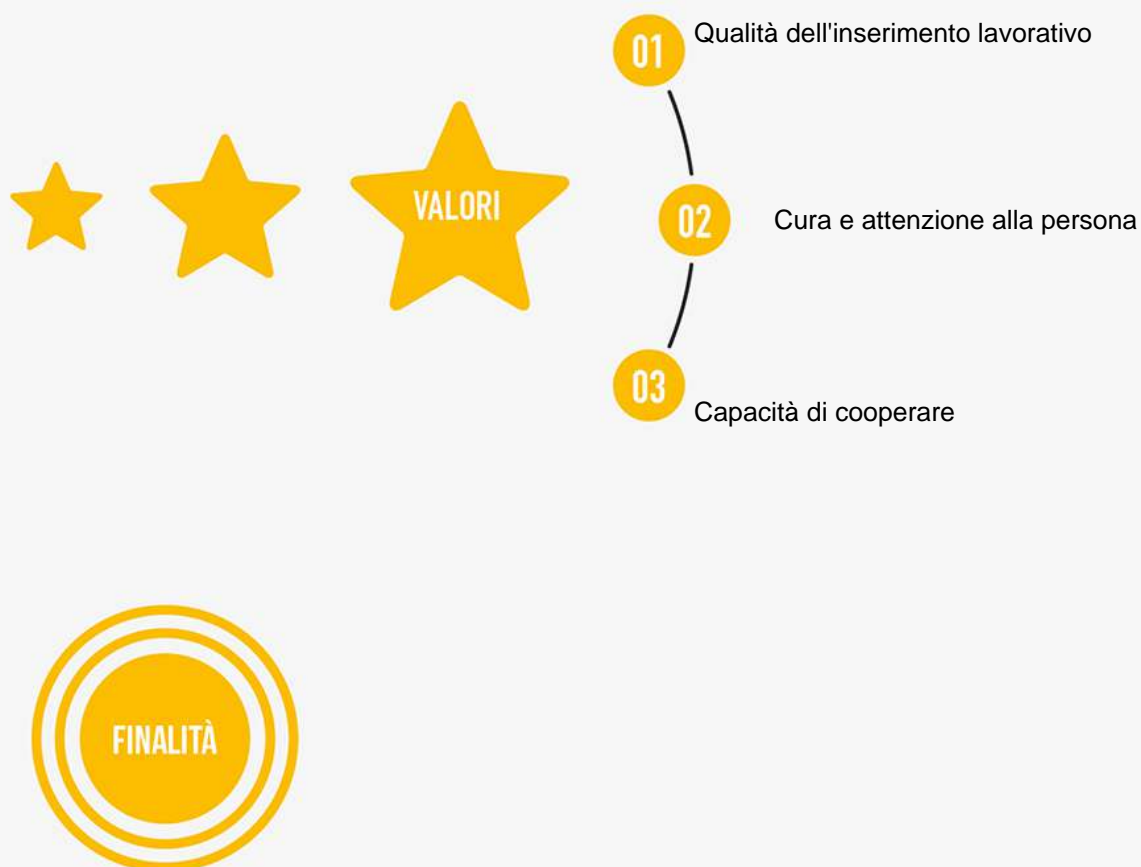 01
Qualità dell'inserimento lavorativo
VALORI
02
Cura e attenzione alla persona
03
Capacità di cooperare
FINALITÀ